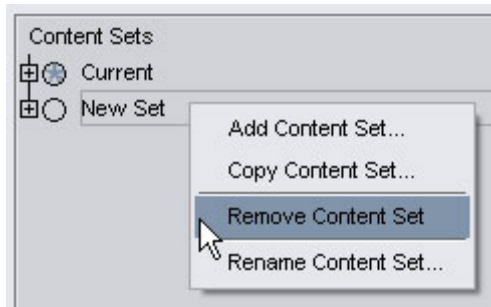 Content Sets
Current
New Set
Add Content Set...
Copy Content Set...
Remove Content Set
Rename Content Set...